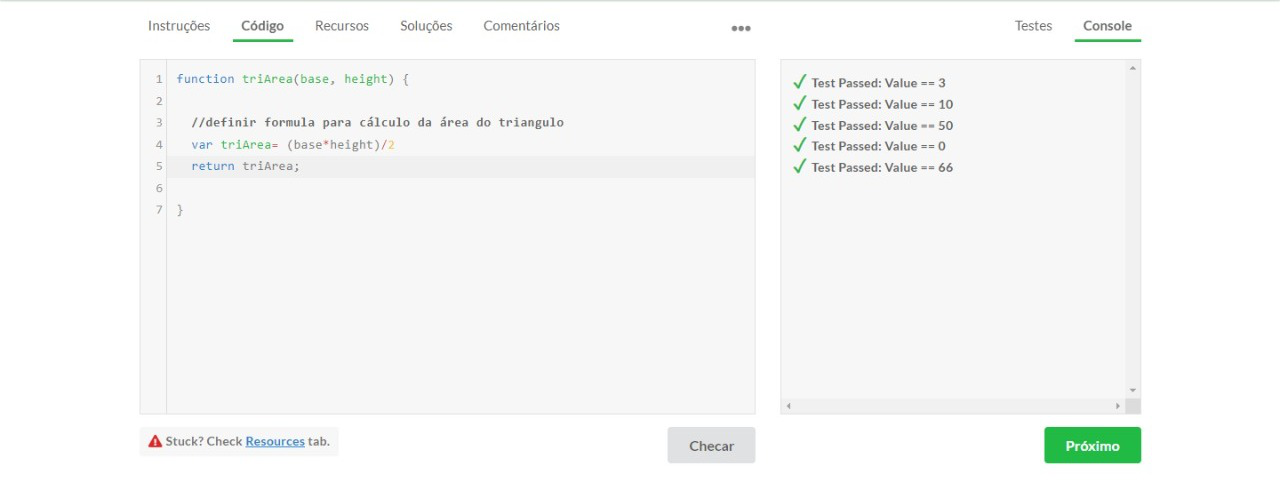 Instruções Código Recursos Soluções Comentários ••• Testes Console
1 function triArea(base, height) {
2
3 //definir formula para cálculo da área do triangulo
4 var triArea= (base*height)/2
5 return triArea;
6
7 }
✓ Test Passed: Value == 3
✓ Test Passed: Value == 10
✓ Test Passed: Value == 50
✓ Test Passed: Value == 0
✓ Test Passed: Value == 66
Stuck? Check Resources tab.
Checar
Próximo